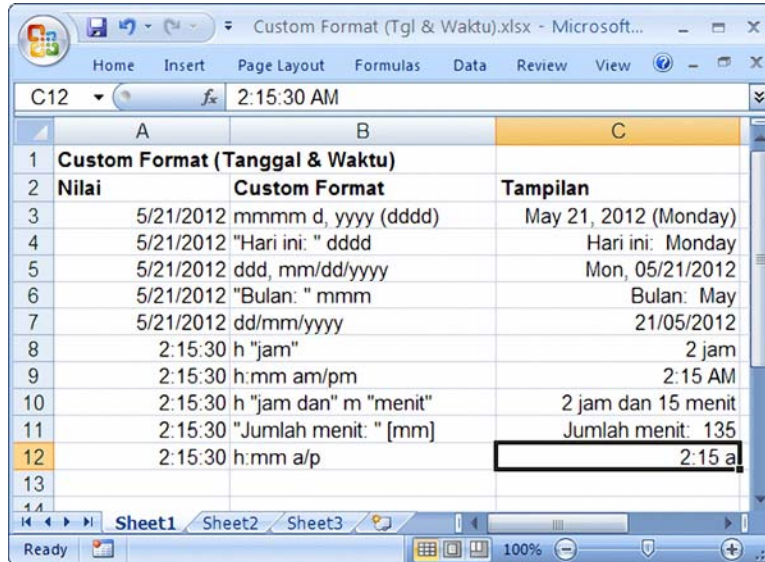 Custom Format (Tgl & Waktu).xlsx - Microsoft...
Home Insert Page Layout Formulas Data Review View
C12 fx 2:15:30 AM
A B C
1 Custom Format (Tanggal & Waktu)
2 Nilai Custom Format Tampilan
3 5/21/2012 mmmm d, yyyy (dddd) May 21, 2012 (Monday)
4 5/21/2012 "Hari ini: " dddd Hari ini: Monday
5 5/21/2012 ddd, mm/dd/yyyy Mon, 05/21/2012
6 5/21/2012 "Bulan: " mmm Bulan: May
7 5/21/2012 dd/mm/yyyy 21/05/2012
8 2:15:30 h "jam" 2 jam
9 2:15:30 h:mm am/pm 2:15 AM
10 2:15:30 h "jam dan" m "menit" 2 jam dan 15 menit
11 2:15:30 "Jumlah menit: " [mm] Jumlah menit: 135
12 2:15:30 h:mm a/p 2:15 a
13
14
Sheet1 Sheet2 Sheet3
Ready 100%